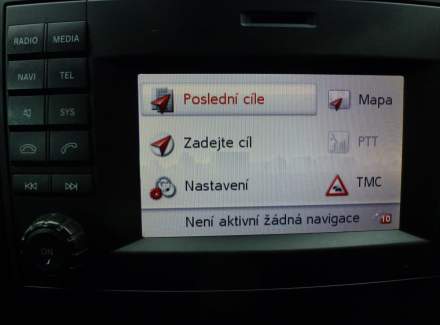 RADIO MEDIA
NAVI TEL
SYS
Poslední cíle
Mapa
Zadejte cíl
PTT
Nastavení
TMC
Není aktivní žádná navigace
10
ON